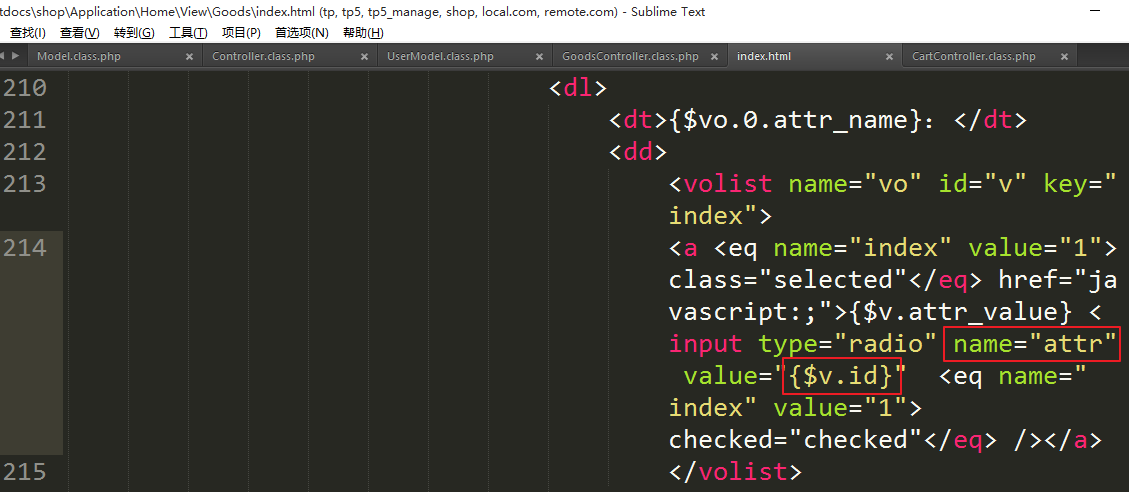 tdocs\shop\Application\Home\View\Goods\index.html (tp, tp5, tp5_manage, shop, local.com, remote.com) - Sublime Text
查找(I) 查看(V) 转到(G) 工具(T) 项目(P) 首选项(N) 帮助(H)
Model.class.php × Controller.class.php × UserModel.class.php × GoodsController.class.php × index.html × CartController.class.php ×
210 <dl>
211 <dt>{$vo.0.attr_name}：</dt>
212 <dd>
213 <volist name="vo" id="v" key="
index">
214 <a <eq name="index" value="1">
class="selected"</eq> href="ja
vascript:;">{$v.attr_value} <
input type="radio" name="attr"
value="{$v.id}" <eq name="
index" value="1">
checked="checked"</eq> /></a>
215 </volist>